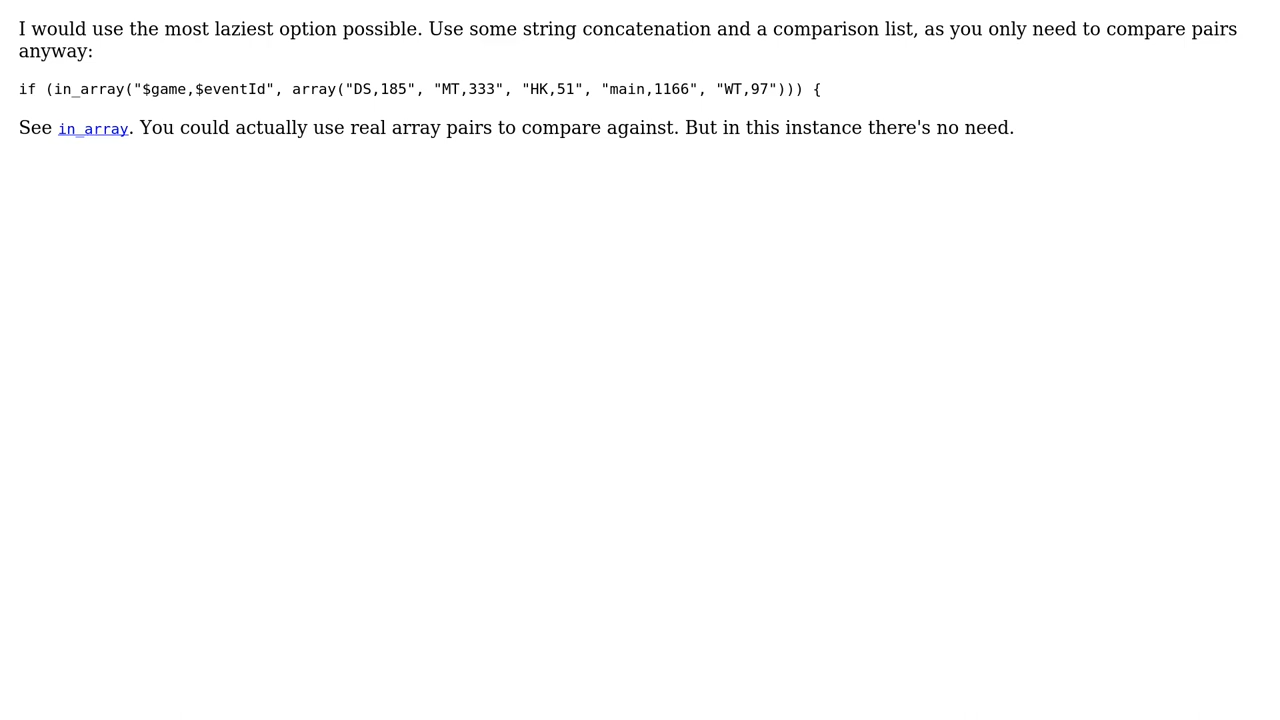 I would use the most laziest option possible. Use some string concatenation and a comparison list, as you only need to compare pairs
anyway:
if (in_array("$game,$eventId", array("DS,185", "MT,333", "HK,51", "main,1166", "WT,97"))) {
See in_array. You could actually use real array pairs to compare against. But in this instance there's no need.